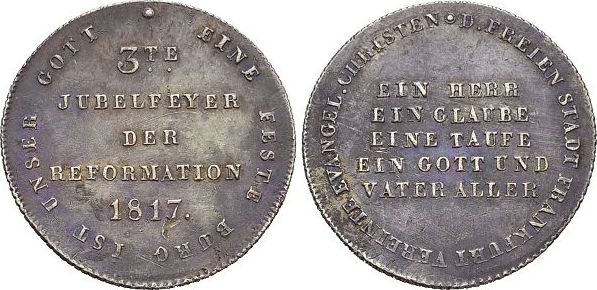 EINE FESTE BURG IST UNSER GOTT
3TE
JUBELFEYER
DER
REFORMATION
1817.
D. FREIEN STADT FRANKFURT VEREINTE EVANGEL. CHRISTEN
EIN HERR
EIN GLAUBE
EINE TAUFE
EIN GOTT UND
VATER ALLER